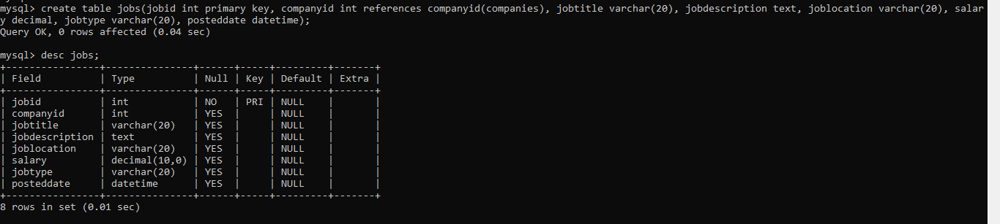 mysql> create table jobs(jobid int primary key, companyid int references companyid(companies), jobtitle varchar(20), jobdescription text, joblocation varchar(20), salar
y decimal, jobtype varchar(20), posteddate datetime);
Query OK, 0 rows affected (0.04 sec)

mysql> desc jobs;
+----------------+---------------+------+-----+---------+-------+
| Field          | Type          | Null | Key | Default | Extra |
+----------------+---------------+------+-----+---------+-------+
| jobid          | int           | NO   | PRI | NULL    |       |
| companyid      | int           | YES  |     | NULL    |       |
| jobtitle       | varchar(20)   | YES  |     | NULL    |       |
| jobdescription | text          | YES  |     | NULL    |       |
| joblocation    | varchar(20)   | YES  |     | NULL    |       |
| salary         | decimal(10,0) | YES  |     | NULL    |       |
| jobtype        | varchar(20)   | YES  |     | NULL    |       |
| posteddate     | datetime      | YES  |     | NULL    |       |
+----------------+---------------+------+-----+---------+-------+
8 rows in set (0.01 sec)